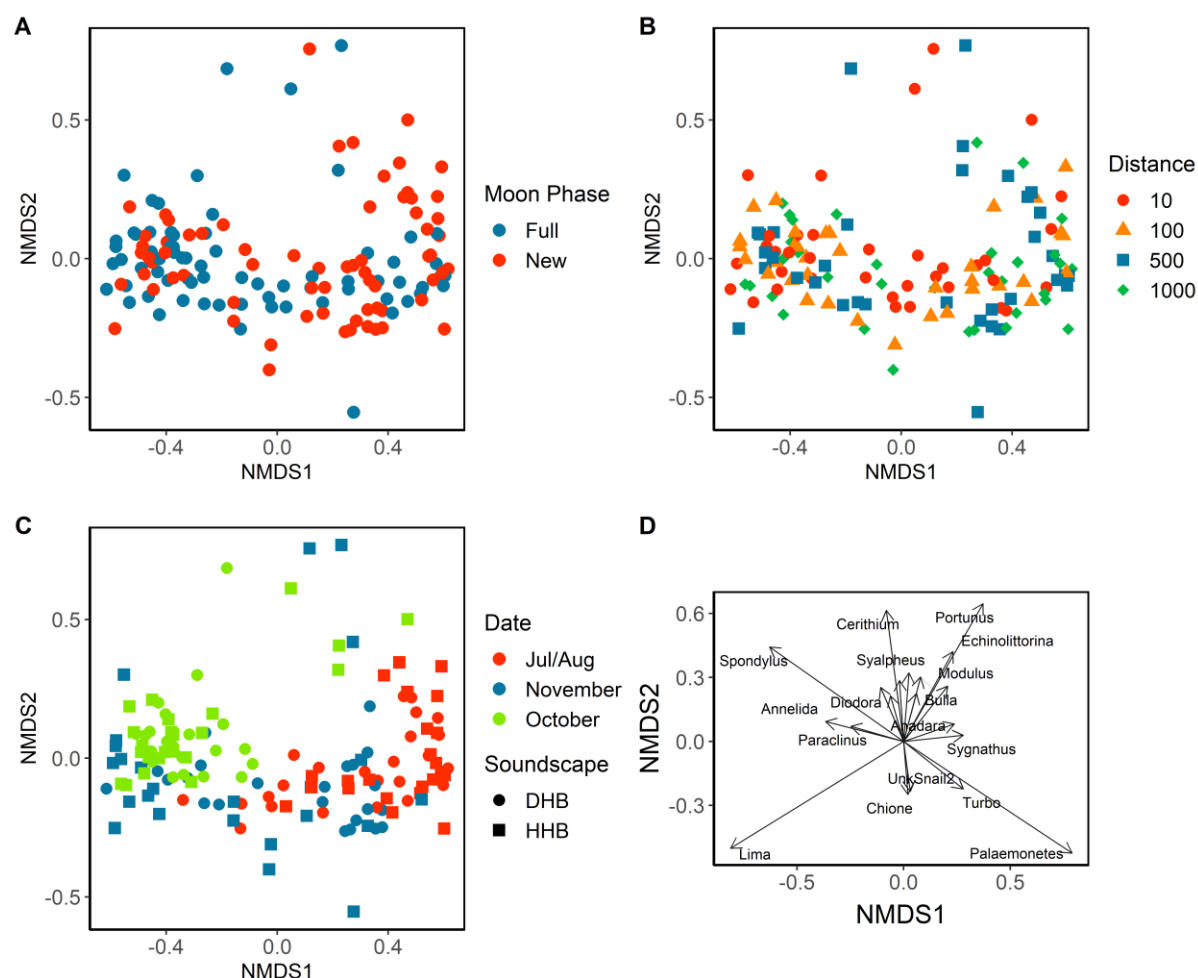 A
0.5
0.0
-0.5
NMDS2
-0.4
0.0
0.4
NMDS1
Moon Phase
Full
New
B
0.5
0.0
-0.5
NMDS2
-0.4
0.0
0.4
NMDS1
Distance
10
100
500
1000
C
0.5
0.0
-0.5
NMDS2
-0.4
0.0
0.4
NMDS1
Date
Jul/Aug
November
October
Soundscape
DHB
HHB
D
0.6
0.3
0.0
-0.3
NMDS2
Cerithium
Portunus
Echinolittorina
Spondylus
Syalpheus
Modulus
Diodora
Bulla
Annelida
Anadara
Paraclinus
Sygnathus
UnkSnail2
Chione
Turbo
Lima
Palaemonetes
-0.5
0.0
0.5
NMDS1